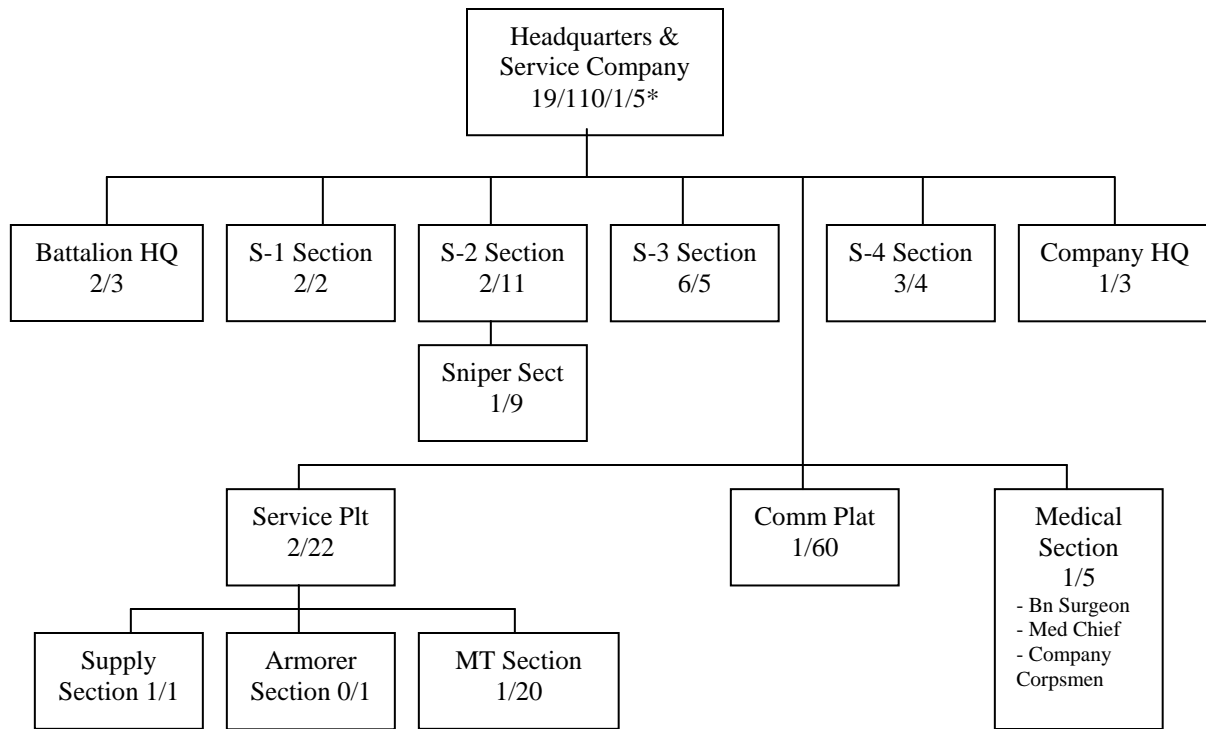 Headquarters &
Service Company
19/110/1/5*
Battalion HQ
2/3
S-1 Section
2/2
S-2 Section
2/11
S-3 Section
6/5
S-4 Section
3/4
Company HQ
1/3
Sniper Sect
1/9
Service Plt
2/22
Comm Plat
1/60
Medical
Section
1/5
- Bn Surgeon
- Med Chief
- Company
Corpsmen
Supply
Section 1/1
Armorer
Section 0/1
MT Section
1/20